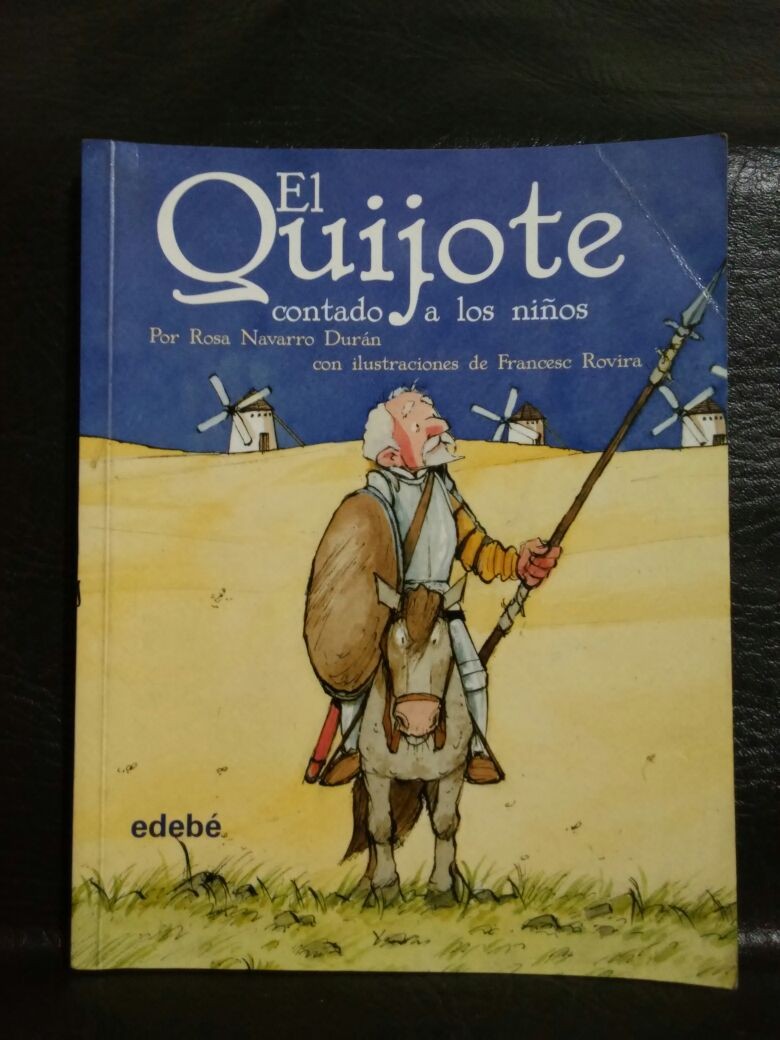 El
Quijote
contado a los niños
Por Rosa Navarro Durán
con ilustraciones de Francesc Rovira
edebé